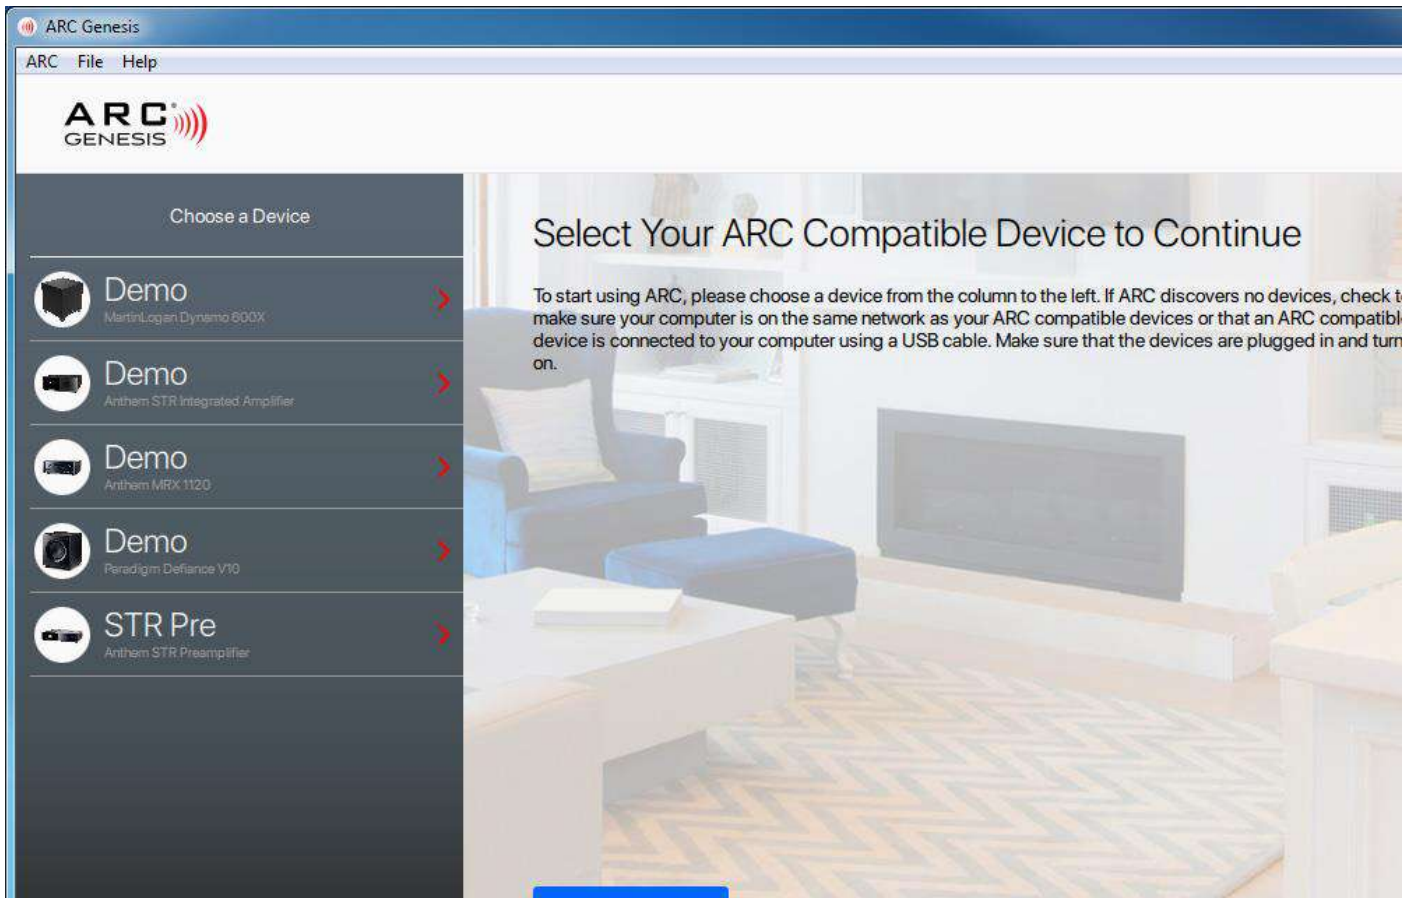 ARC Genesis
ARC File Help
ARC
GENESIS
Choose a Device
Demo
MartinLogan Dynamo 600X
Demo
Anthem STR Integrated Amplifier
Demo
Anthem MRX 1120
Demo
Paradigm Defiance V10
STR Pre
Anthem STR Preamplifier
Select Your ARC Compatible Device to Continue
To start using ARC, please choose a device from the column to the left. If ARC discovers no devices, check
make sure your computer is on the same network as your ARC compatible devices or that an ARC
device is connected to your computer using a USB cable. Make sure that the devices are plugged in and
on.